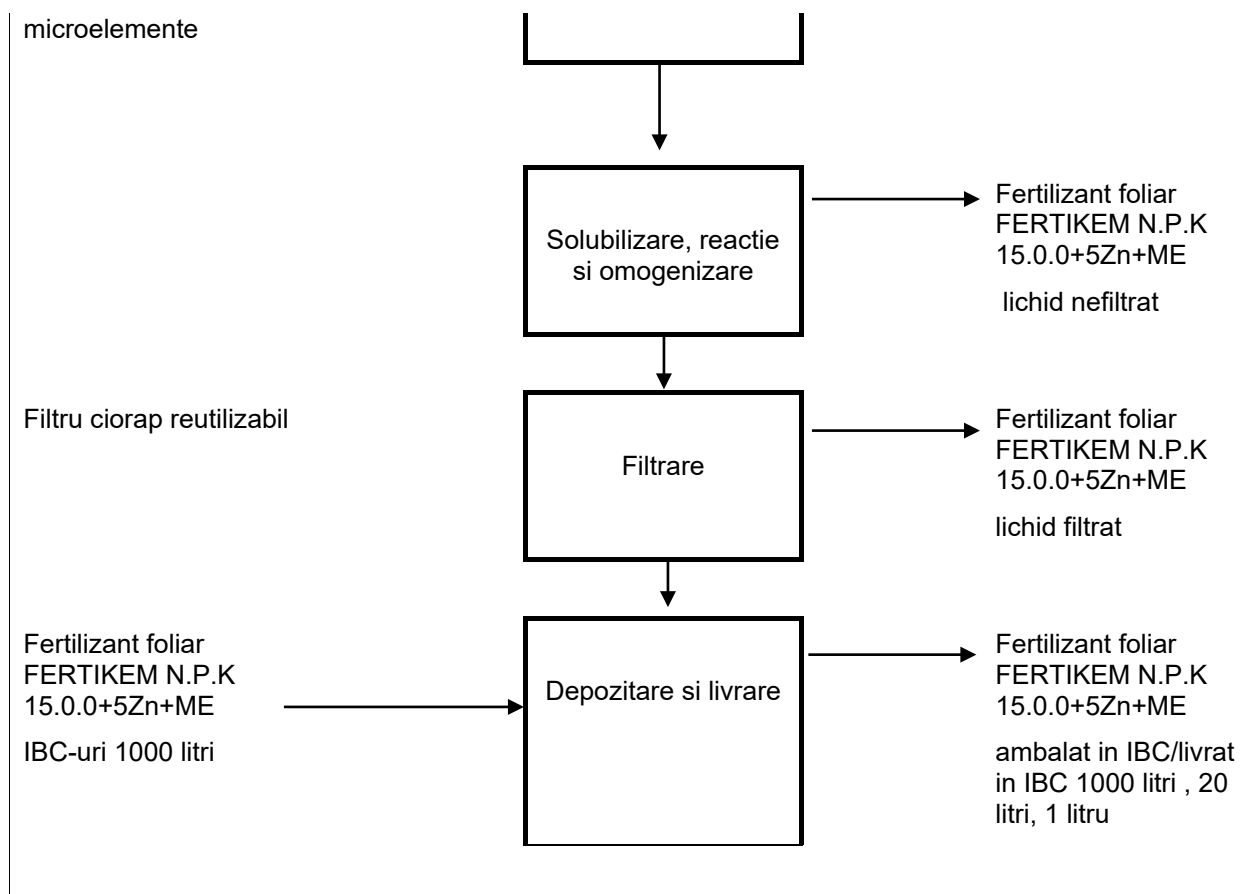 microelemente
Solubilizare, reactie
si omogenizare
Fertilizant foliar
FERTIKEM N.P.K
15.0.0+5Zn+ME
lichid nefiltrat
Filtru ciorap reutilizabil
Filtrare
Fertilizant foliar
FERTIKEM N.P.K
15.0.0+5Zn+ME
lichid filtrat
Fertilizant foliar
FERTIKEM N.P.K
15.0.0+5Zn+ME
IBC-uri 1000 litri
Depozitare si livrare
Fertilizant foliar
FERTIKEM N.P.K
15.0.0+5Zn+ME
ambalat in IBC/livrat
in IBC 1000 litri , 20
litri, 1 litru